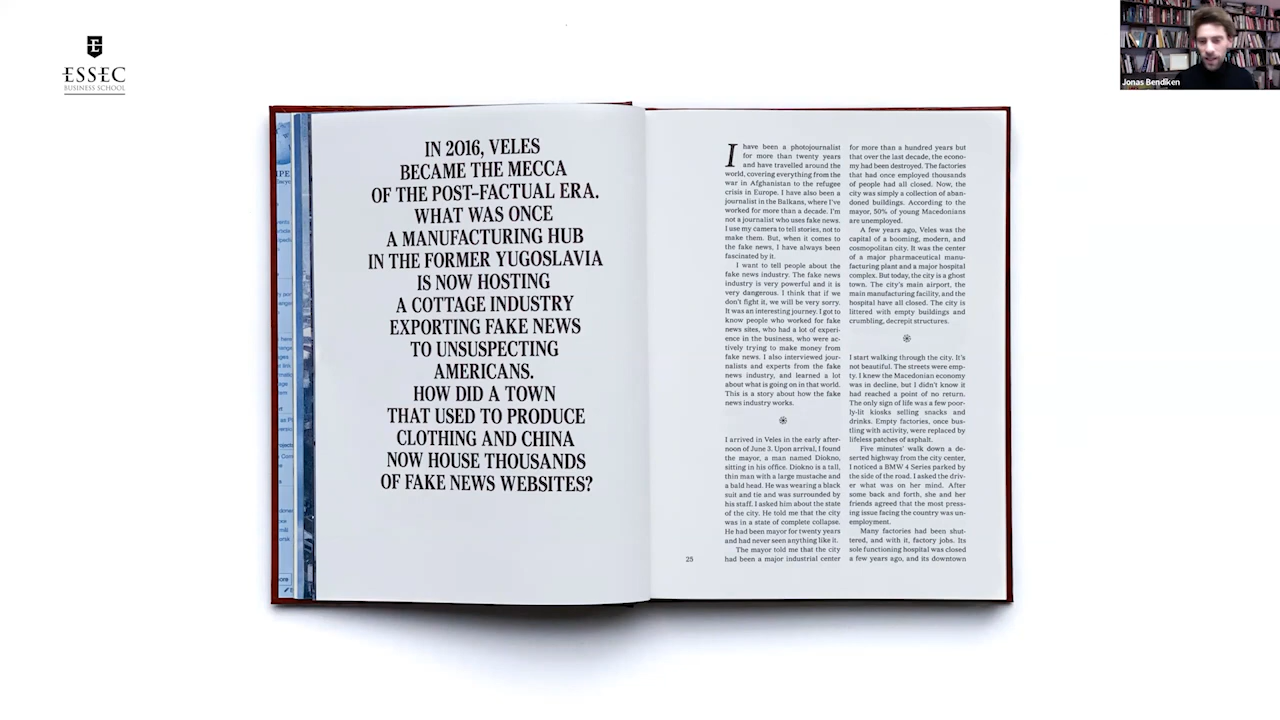 ESSEC
BUSINESS SCHOOL
Jonas Bendiken
IN 2016, VELES
BECAME THE MECCA
OF THE POST-FACTUAL ERA.
WHAT WAS ONCE
A MANUFACTURING HUB
IN THE FORMER YUGOSLAVIA
IS NOW HOSTING
A COTTAGE INDUSTRY
EXPORTING FAKE NEWS
TO UNSUSPECTING
AMERICANS.
HOW DID A TOWN
THAT USED TO PRODUCE
CLOTHING AND CHINA
NOW HOUSE THOUSANDS
OF FAKE NEWS WEBSITES?
I have been a photojournalist
for more than twenty years
and have travelled around the
world, covering everything from the
war in Afghanistan to the refugee
crisis in Europe. I have also been a
journalist in the Balkans, where I've
worked for more than a decade. I'm
not a journalist who uses fake news.
I use my camera to tell stories, not to
make them. But, when it comes to
the fake news, I have always been
fascinated by it.
I want to tell people about the
fake news industry. The fake news
industry is very powerful and it is
very dangerous. I think that if we
don't fight it, we will be very sorry.
It was an interesting journey. I got to
know people who worked for fake
news sites, who had a lot of experi-
ence in the business, who were ac-
tively trying to make money from
fake news. I also interviewed jour-
nalists and experts from the fake
news industry, and learned a lot
about what is going on in that world.
This is a story about how the fake
news industry works.
I arrived in Veles in the early after-
noon of June 3. Upon arrival, I found
the mayor, a man named Diokno,
sitting in his office. Diokno is a tall,
thin man with a large mustache and
a bald head. He was wearing a black
suit and tie and was surrounded by
his staff. I asked him about the state
of the city. He told me that the city
was in a state of complete collapse.
He had been mayor for twenty years
and had never seen anything like it.
The mayor told me that the city
had been a major industrial center
for more than a hundred years but
that over the last decade, the econo-
my had been destroyed. The factories
that had once employed thousands
of people had all closed. Now, the
city was simply a collection of aban-
doned buildings. According to the
mayor, 50% of young Macedonians
are unemployed.
A few years ago, Veles was the
capital of a booming, modern, and
cosmopolitan city. It was the center
of a major pharmaceutical manu-
facturing plant and a major hospital
complex. But today, the city is a ghost
town. The city's main airport, the
main manufacturing facility, and the
hospital have all closed. The city is
littered with empty buildings and
crumbling, decrepit structures.
I start walking through the city. It's
not beautiful. The streets were emp-
ty. I knew the Macedonian economy
was in decline, but I didn't know it
had reached a point of no return.
The only sign of life was a few poor-
ly-lit kiosks selling snacks and
drinks. Empty factories, once bus-
tling with activity, were replaced by
lifeless patches of asphalt.
Five minutes' walk down a de-
serted highway from the city center,
I noticed a BMW 4 Series parked by
the side of the road. I asked the driv-
er what was on her mind. After
some back and forth, she and her
friends agreed that the most press-
ing issue facing the country was un-
employment.
Many factories had been shut-
tered, and with it, factory jobs. Its
sole functioning hospital was closed
a few years ago, and its downtown
25